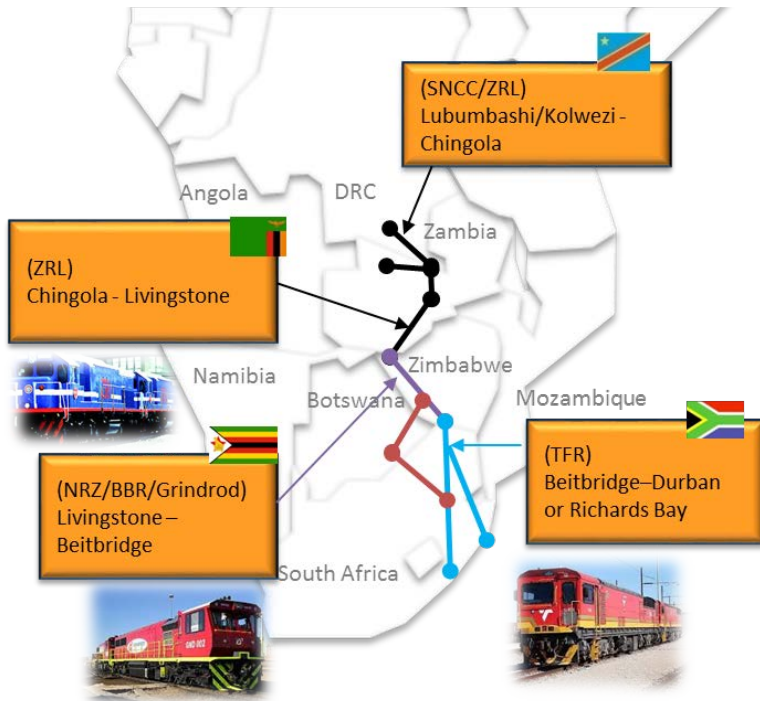 (SNCC/ZRL)
Lubumbashi/Kolwezi -
Chingola
Angola
DRC
Zambia
(ZRL)
Chingola - Livingstone
Namibia
Zimbabwe
Botswana
Mozambique
(NRZ/BBR/Grindrod)
Livingstone –
Beitbridge
(TFR)
Beitbridge–Durban
or Richards Bay
South Africa